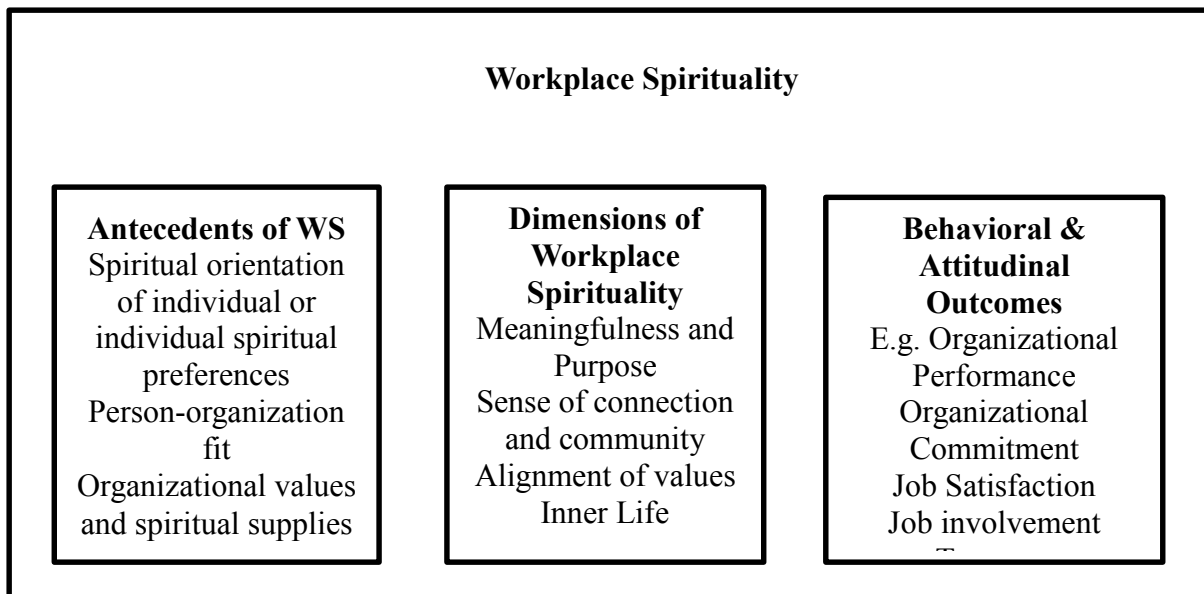 Workplace Spirituality
Antecedents of WS
Spiritual orientation
of individual or
individual spiritual
preferences
Person-organization
fit
Organizational values
and spiritual supplies
Dimensions of
Workplace
Spirituality
Meaningfulness and
Purpose
Sense of connection
and community
Alignment of values
Inner Life
Behavioral &
Attitudinal
Outcomes
E.g. Organizational
Performance
Organizational
Commitment
Job Satisfaction
Job involvement